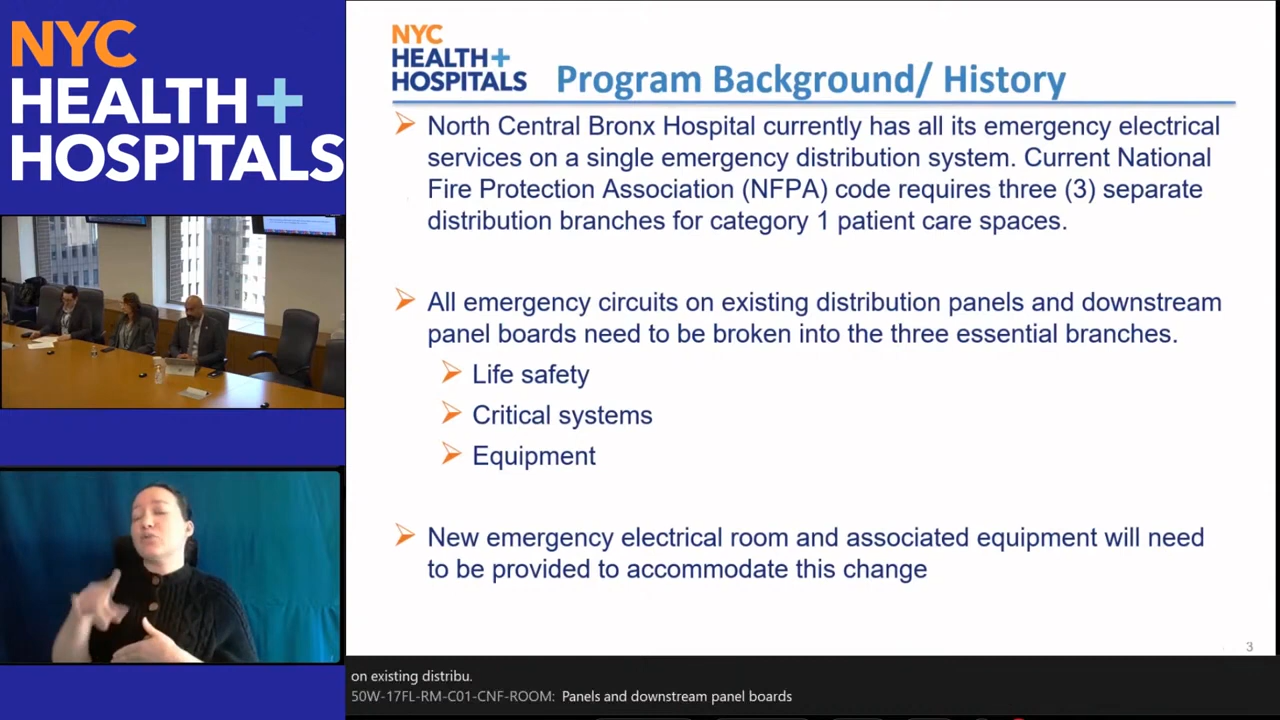 NYC
HEALTH+
HOSPITALS
NYC
HEALTH+
HOSPITALS
Program Background/ History
North Central Bronx Hospital currently has all its emergency electrical
services on a single emergency distribution system. Current National
Fire Protection Association (NFPA) code requires three (3) separate
distribution branches for category 1 patient care spaces.
All emergency circuits on existing distribution panels and downstream
panel boards need to be broken into the three essential branches.
Life safety
Critical systems
Equipment
New emergency electrical room and associated equipment will need
to be provided to accommodate this change
3
on existing distribu.
50W-17FL-RM-C01-CNF-ROOM: Panels and downstream panel boards